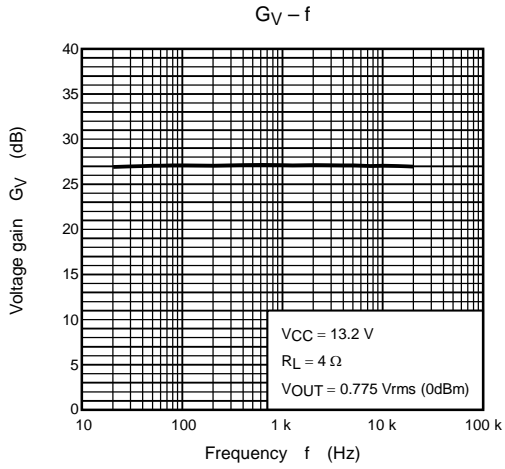 GV – f
40
35
30
25
20
15
10
5
0
Voltage gain GV (dB)
VCC = 13.2 V
RL = 4 Ω
VOUT = 0.775 Vrms (0dBm)
10 100 1 k 10 k 100 k
Frequency f (Hz)